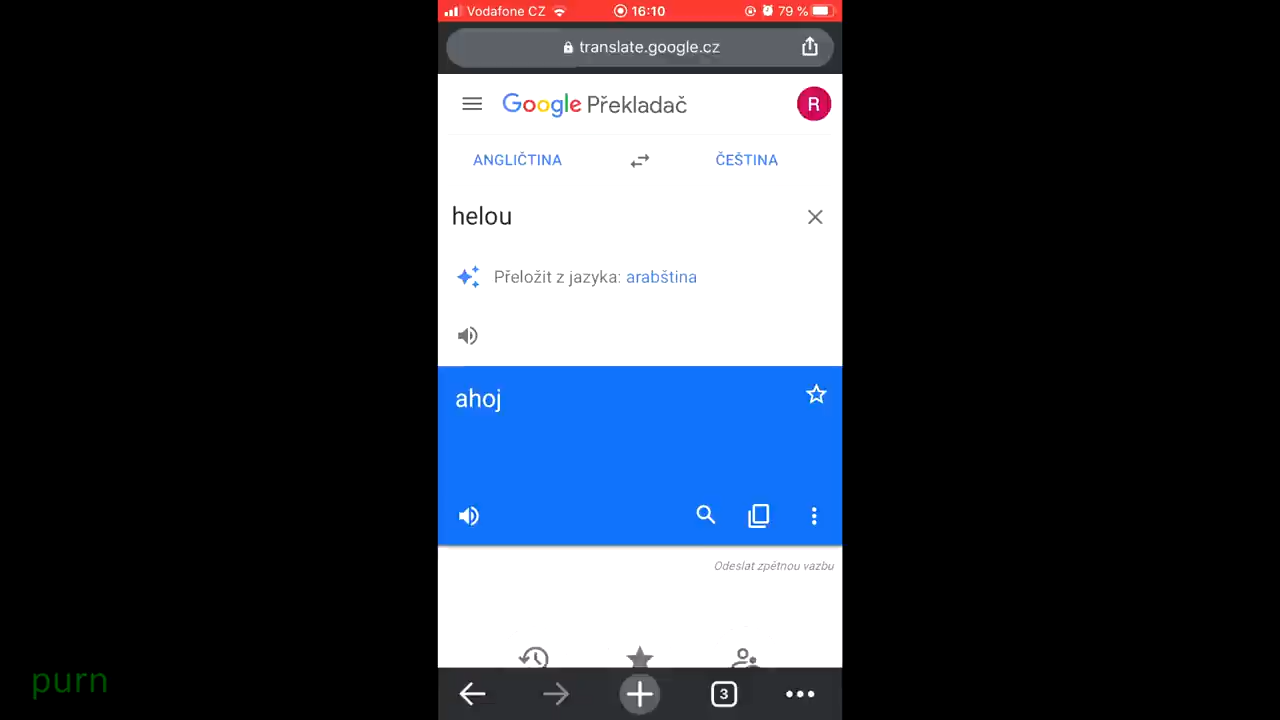 Vodafone CZ 16:10 79 %
translate.google.cz
Google Překladač R
ANGLIČTINA ČEŠTINA
helou
Přeložit z jazyka: arabština
ahoj
Odeslat zpětnou vazbu
3
purn